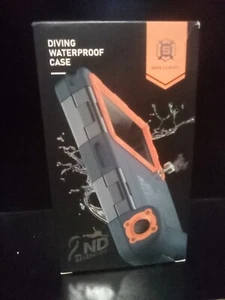 DIVING
WATERPROOF
CASE
2ND